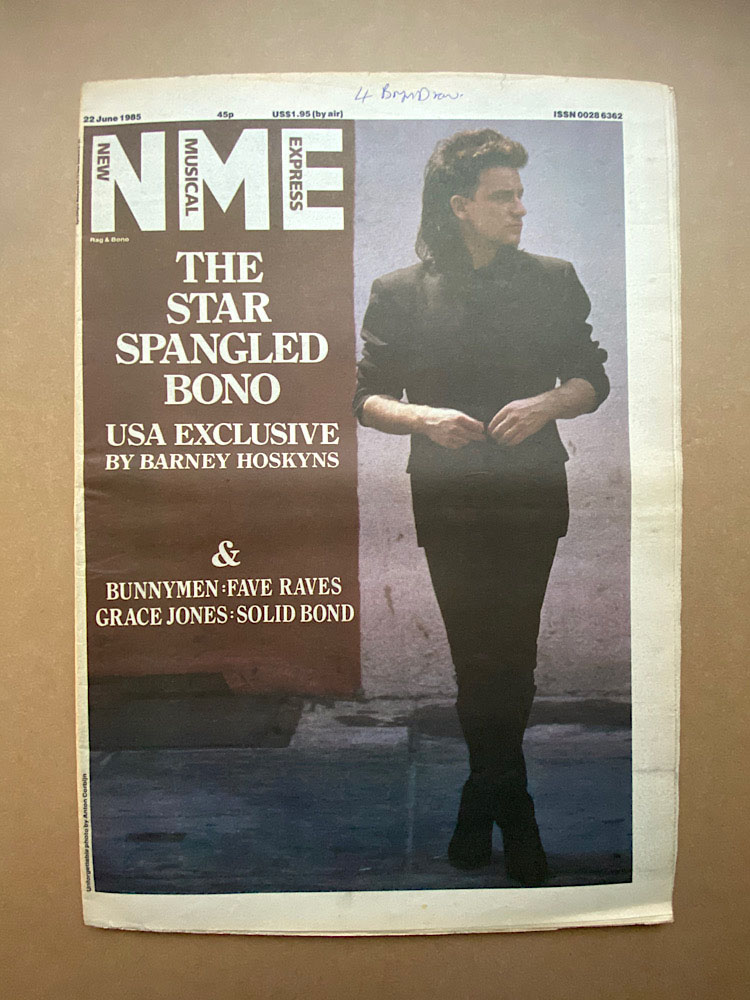 4
22 June 1985 45p US$1.95 (by air) ISSN 0028 6362
NEW MUSICAL EXPRESS
NME
Rag & Bono
THE
STAR
SPANGLED
BONO
USA EXCLUSIVE
BY BARNEY HOSKYNS
&
BUNNYMEN:FAVE RAVES
GRACE JONES:SOLID BOND
Unforgettable photo by Anton Corbijn